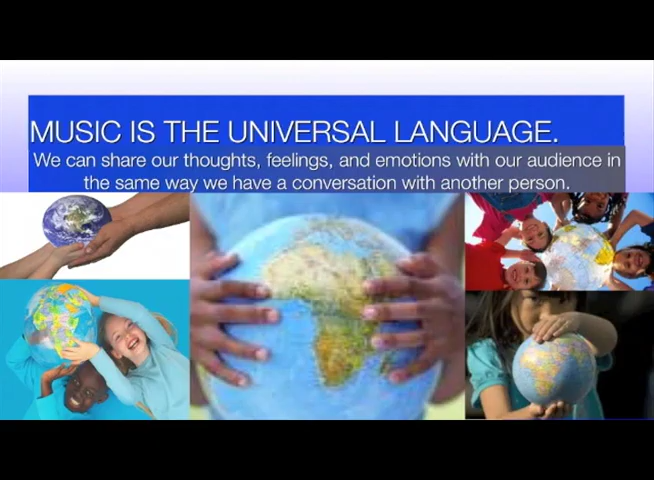 MUSIC IS THE UNIVERSAL LANGUAGE.
We can share our thoughts, feelings, and emotions with our audience in
the same way we have a conversation with another person.